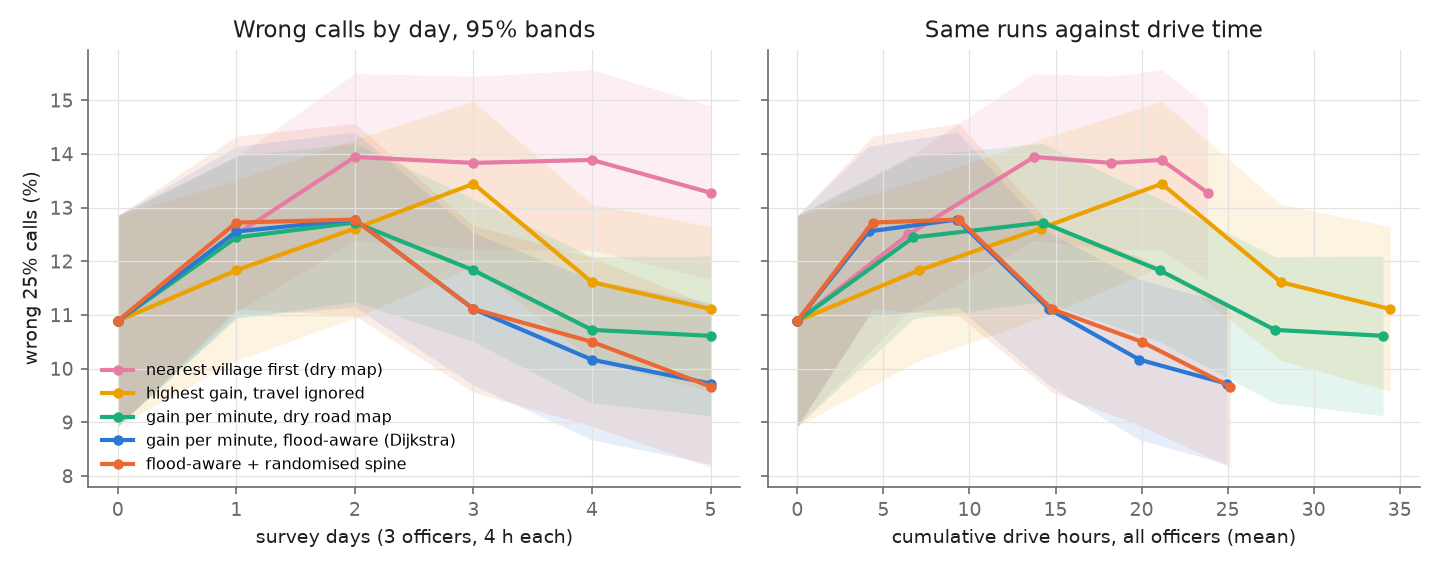 Wrong calls by day, 95% bands
wrong 25% calls (%)
15
14
13
12
11
10
9
8
nearest village first (dry map)
highest gain, travel ignored
gain per minute, dry road map
gain per minute, flood-aware (Dijkstra)
flood-aware + randomised spine
0 1 2 3 4 5
survey days (3 officers, 4 h each)
Same runs against drive time
0 5 10 15 20 25 30 35
cumulative drive hours, all officers (mean)